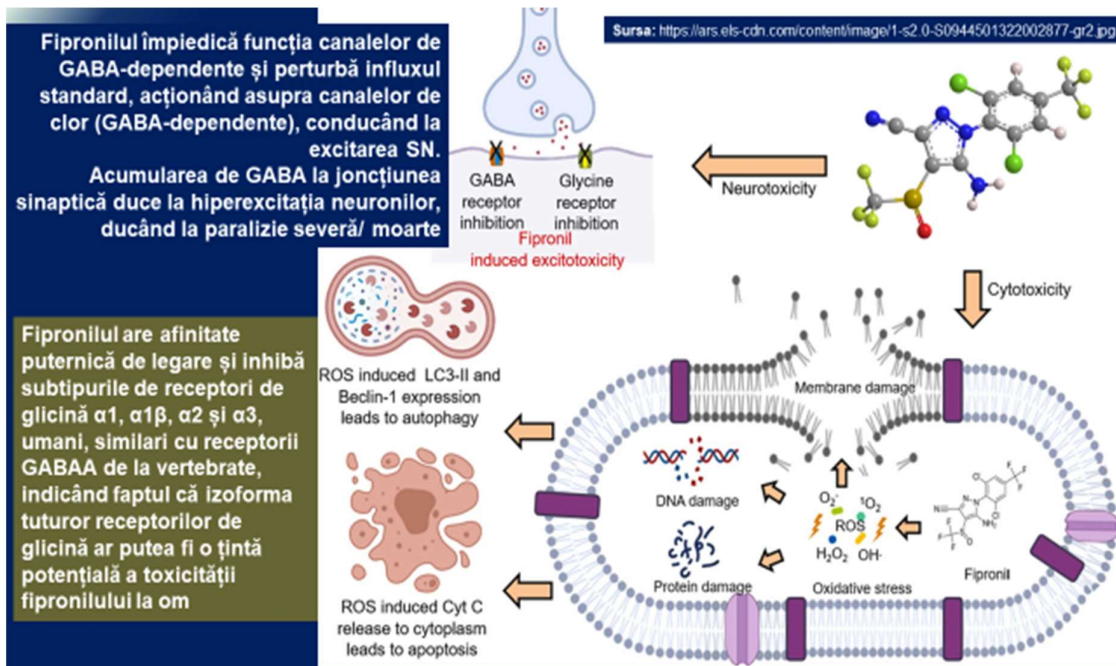 Fipronilul împiedică funcția canalelor de
GABA-dependente și perturbă influxul
standard, acționând asupra canalelor de
clor (GABA-dependente), conducând la
excitarea SN.
Acumularea de GABA la joncțiunea
sinaptică duce la hiperexcitația neuronilor,
ducând la paralizie severă/ moarte
Sursa: https://ars.els-cdn.com/content/image/1-s2.0-S0944501322002877-gr2.jpg
GABA
receptor
inhibition
Glycine
receptor
inhibition
Fipronil
induced excitotoxicity
Neurotoxicity
Cytotoxicity
Fipronilul are afinitate
puternică de legare și inhibă
subtipurile de receptori de
glicină α1, α1β, α2 și α3,
umani, similari cu receptorii
GABAA de la vertebrate,
indicând faptul că izoforma
tuturor receptorilor de
glicină ar putea fi o țintă
potențială a toxicității
fipronilului la om
ROS induced LC3-II and
Beclin-1 expression
leads to autophagy
ROS induced Cyt C
release to cytoplasm
leads to apoptosis
Membrane damage
DNA damage
Protein damage
O₂⁻
¹O₂
ROS
H₂O₂
OH·
Oxidative stress
F
F
F
Cl
N
NC
N
Cl
NH₂
S
O
F
F
F
Fipronil